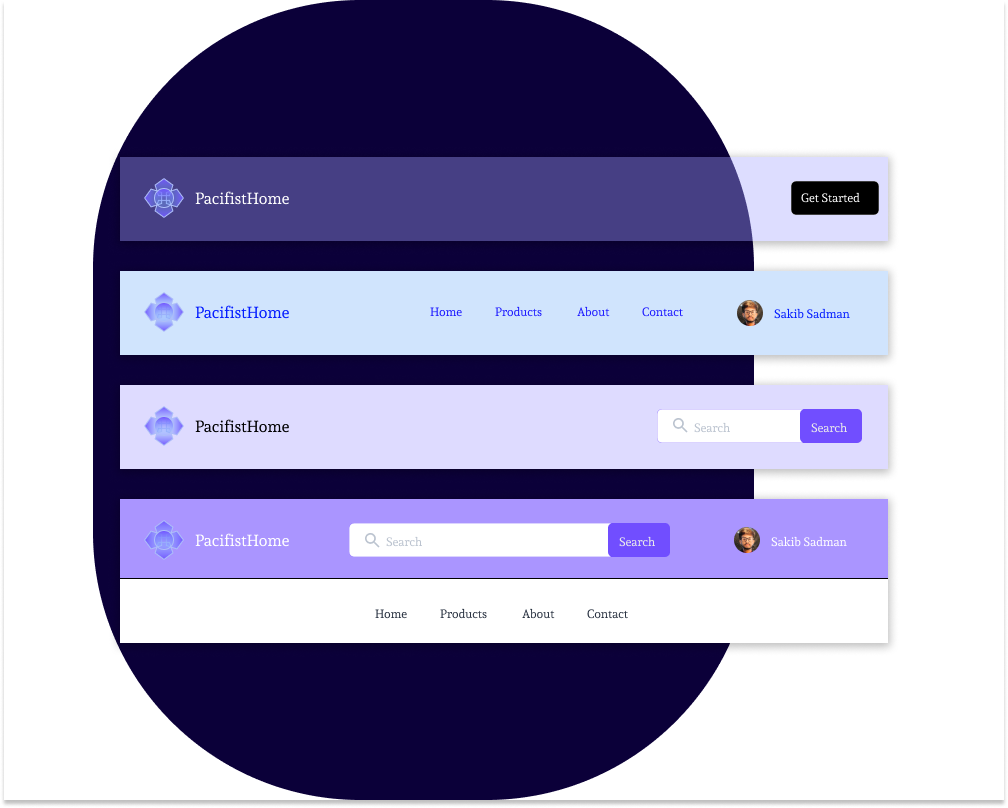 PacifistHome Get Started
PacifistHome Home Products About Contact Sakib Sadman
PacifistHome Search Search
PacifistHome Search Search Sakib Sadman
Home Products About Contact